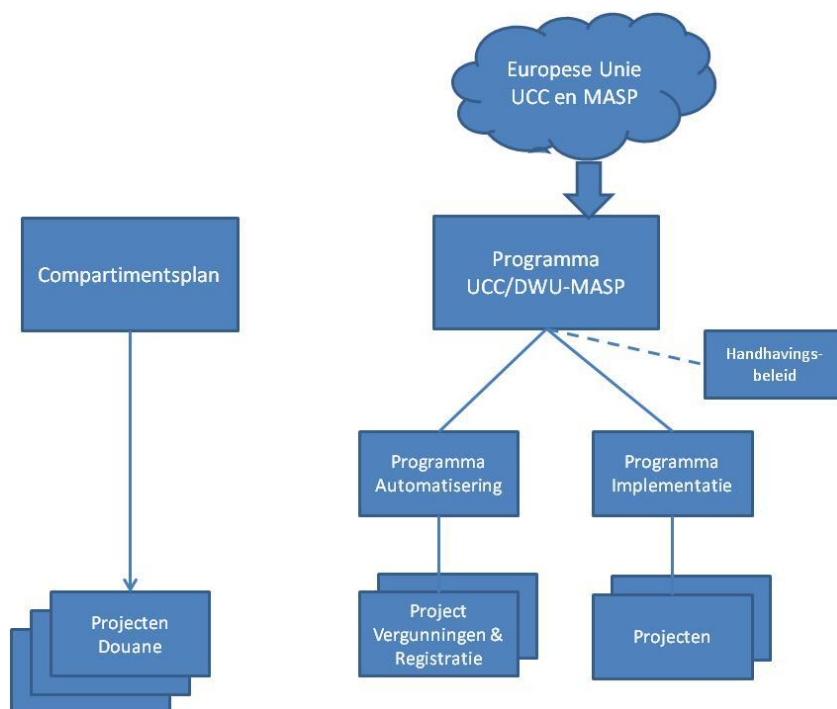 Europese Unie
UCC en MASP
Compartimentsplan
Programma
UCC/DWU-MASP
Handhavings-
beleid
Programma
Automatisering
Programma
Implementatie
Projecten
Douane
Project
Vergunningen &
Registratie
Projecten